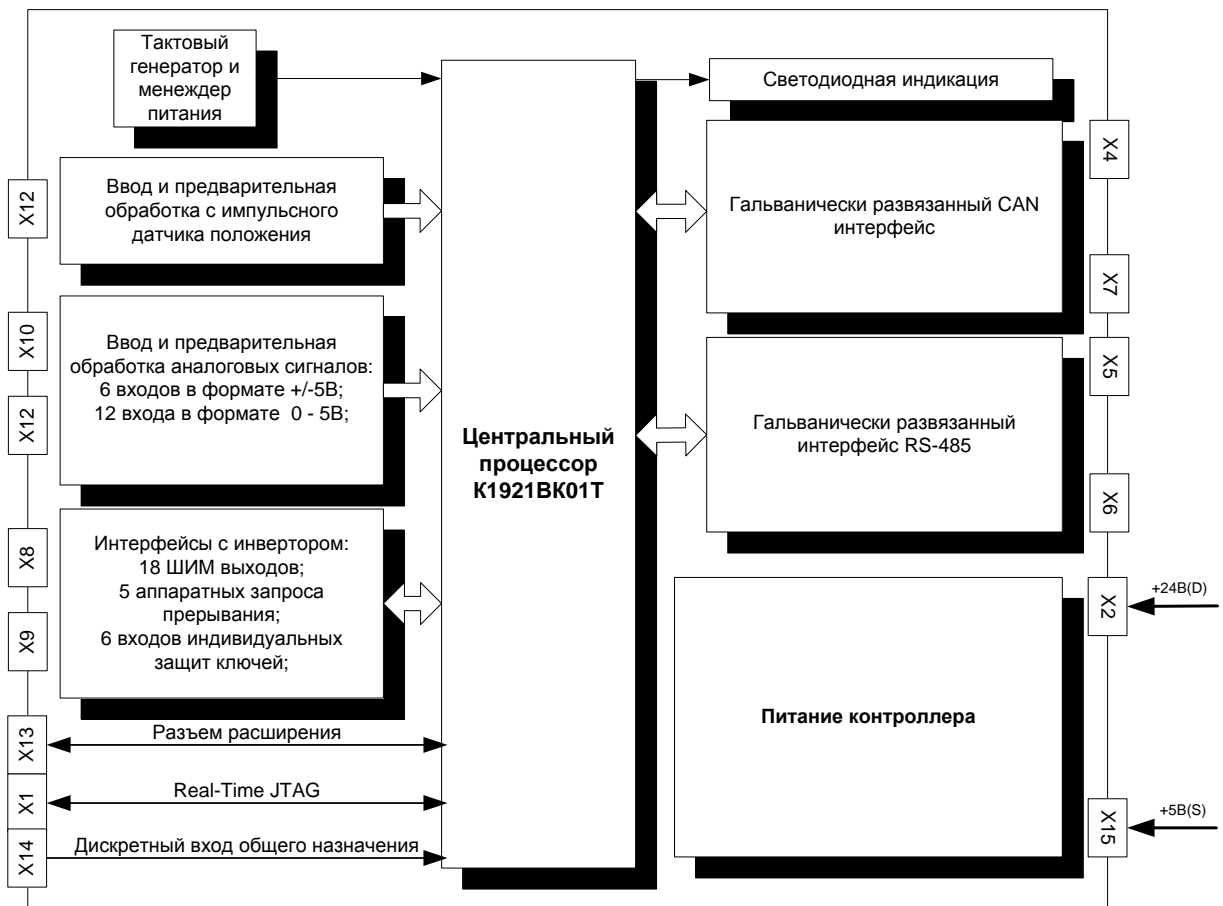 Тактовый
генератор и
менеждер
питания
Светодиодная индикация
X12
Ввод и предварительная
обработка с импульсного
датчика положения
X4
Гальванически развязанный CAN
интерфейс
X7
X10
X12
Ввод и предварительная
обработка аналоговых сигналов:
6 входов в формате +/-5В;
12 входа в формате 0 - 5В;
Центральный
процессор
К1921ВК01Т
X5
Гальванически развязанный
интерфейс RS-485
X6
X8
X9
Интерфейсы с инвертором:
18 ШИМ выходов;
5 аппаратных запроса
прерывания;
6 входов индивидуальных
защит ключей;
X2
+24В(D)
Питание контроллера
X13
Разъем расширения
X1
Real-Time JTAG
X15
+5В(S)
X14
Дискретный вход общего назначения